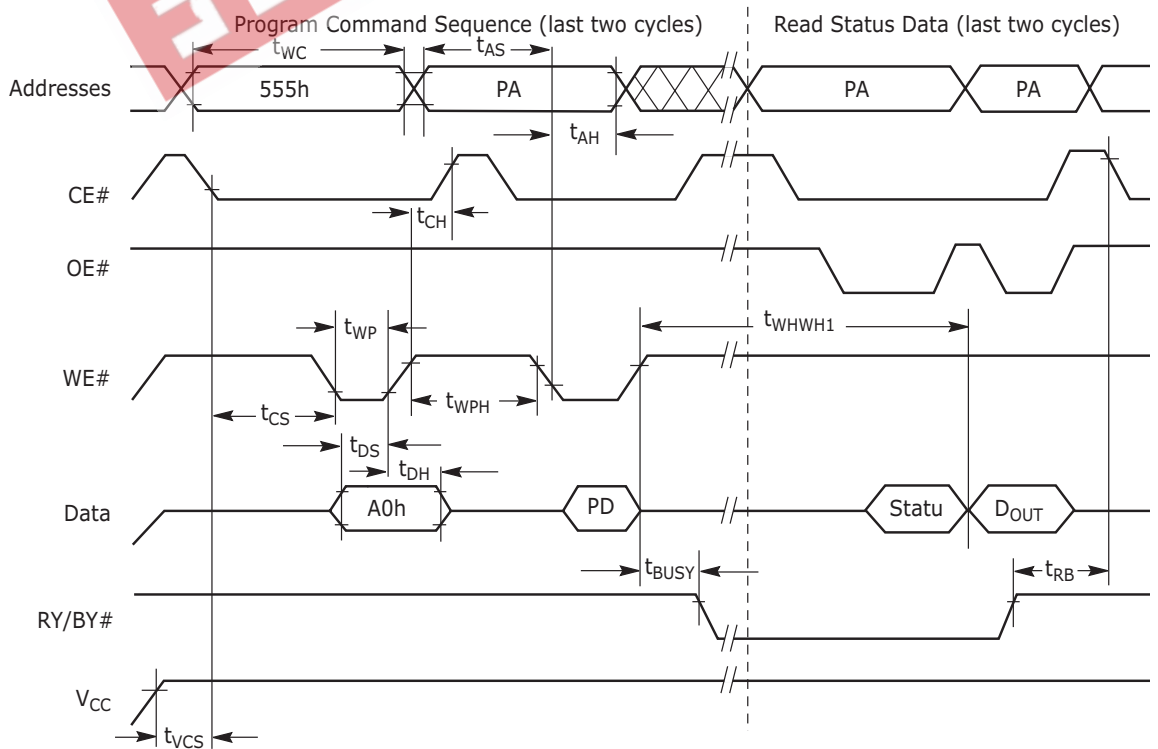 Program Command Sequence (last two cycles)
Read Status Data (last two cycles)
tWC
tAS
Addresses
555h
PA
PA
PA
tAH
CE#
tCH
OE#
tWP
tWHWH1
WE#
tCS
tWPH
tDS
tDH
Data
A0h
PD
Statu
DOUT
tBUSY
tRB
RY/BY#
VCC
tVCS